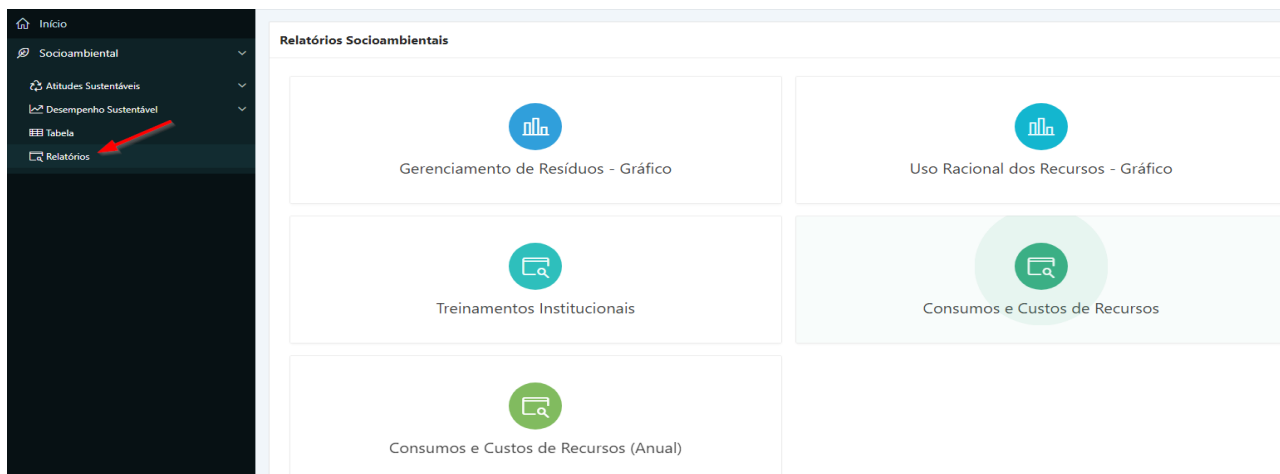 Início
Socioambiental
Atitudes Sustentáveis
Desempenho Sustentável
Tabela
Relatórios
Relatórios Socioambientais
Gerenciamento de Resíduos - Gráfico
Uso Racional dos Recursos - Gráfico
Treinamentos Institucionais
Consumos e Custos de Recursos
Consumos e Custos de Recursos (Anual)